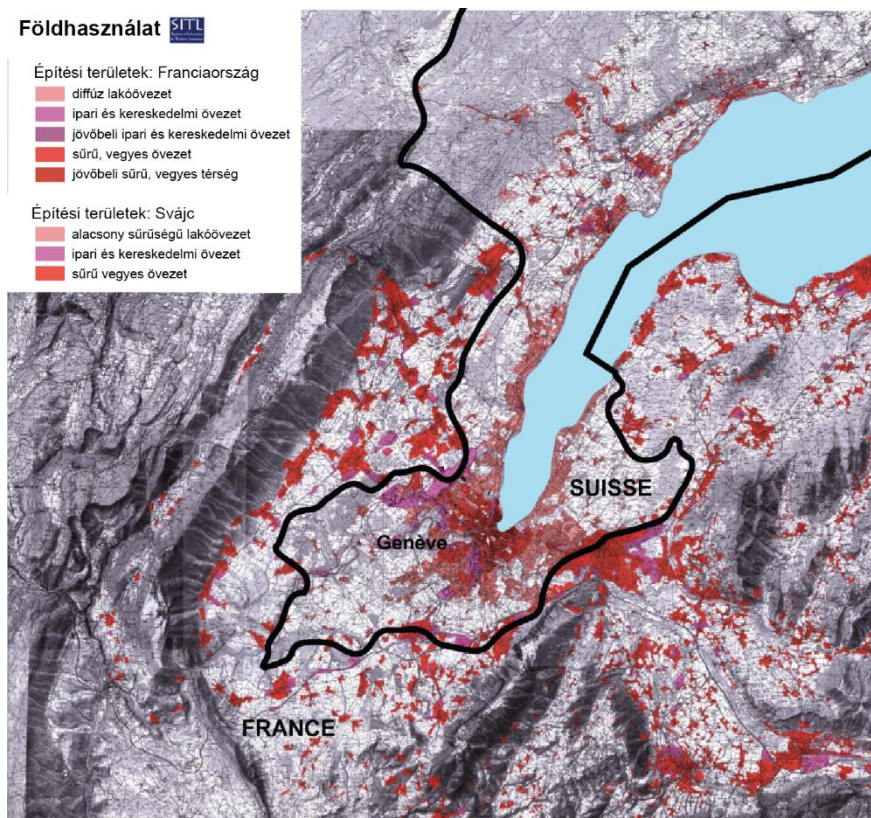 Földhasználat SITL
Építési területek: Franciaország
diffúz lakóövezet
ipari és kereskedelmi övezet
jövőbeli ipari és kereskedelmi övezet
sűrű, vegyes övezet
jövőbeli sűrű, vegyes térség
Építési területek: Svájc
alacsony sűrűségű lakóövezet
ipari és kereskedelmi övezet
sűrű vegyes övezet
SUISSE
Genève
FRANCE